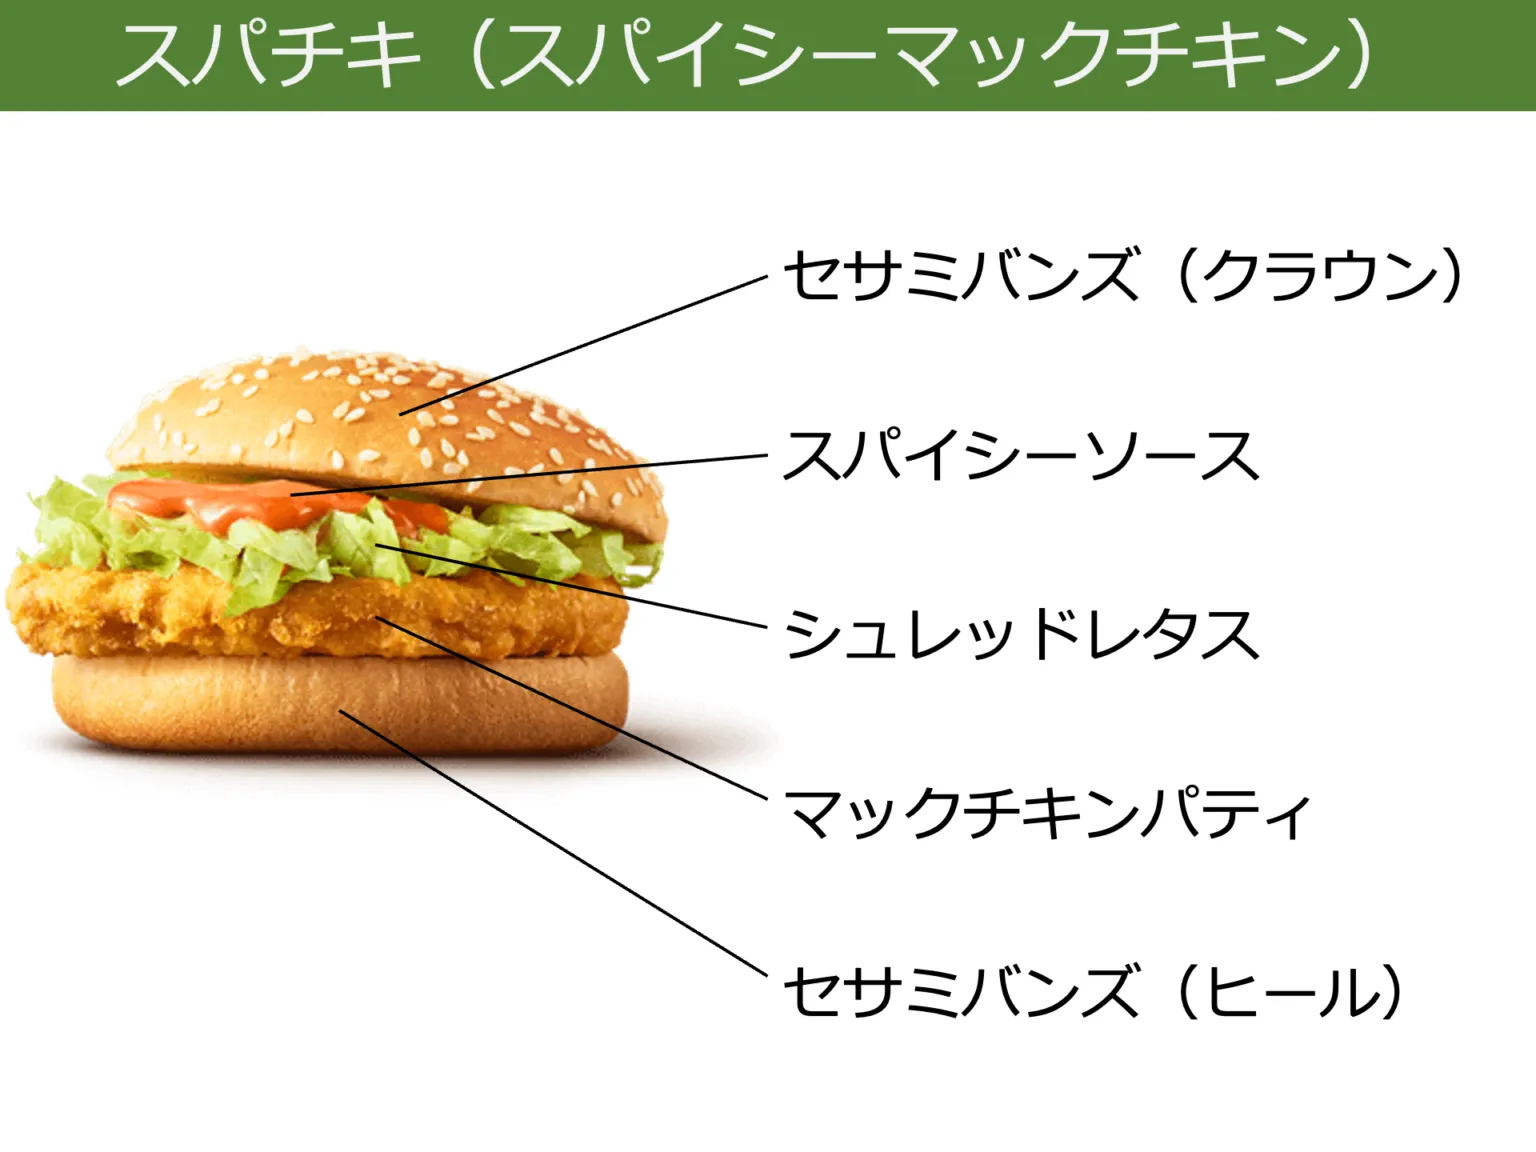 スパチキ（スパイシーマックチキン）
セサミバンズ（クラウン）
スパイシーソース
シュレッドレタス
マックチキンパティ
セサミバンズ（ヒール）